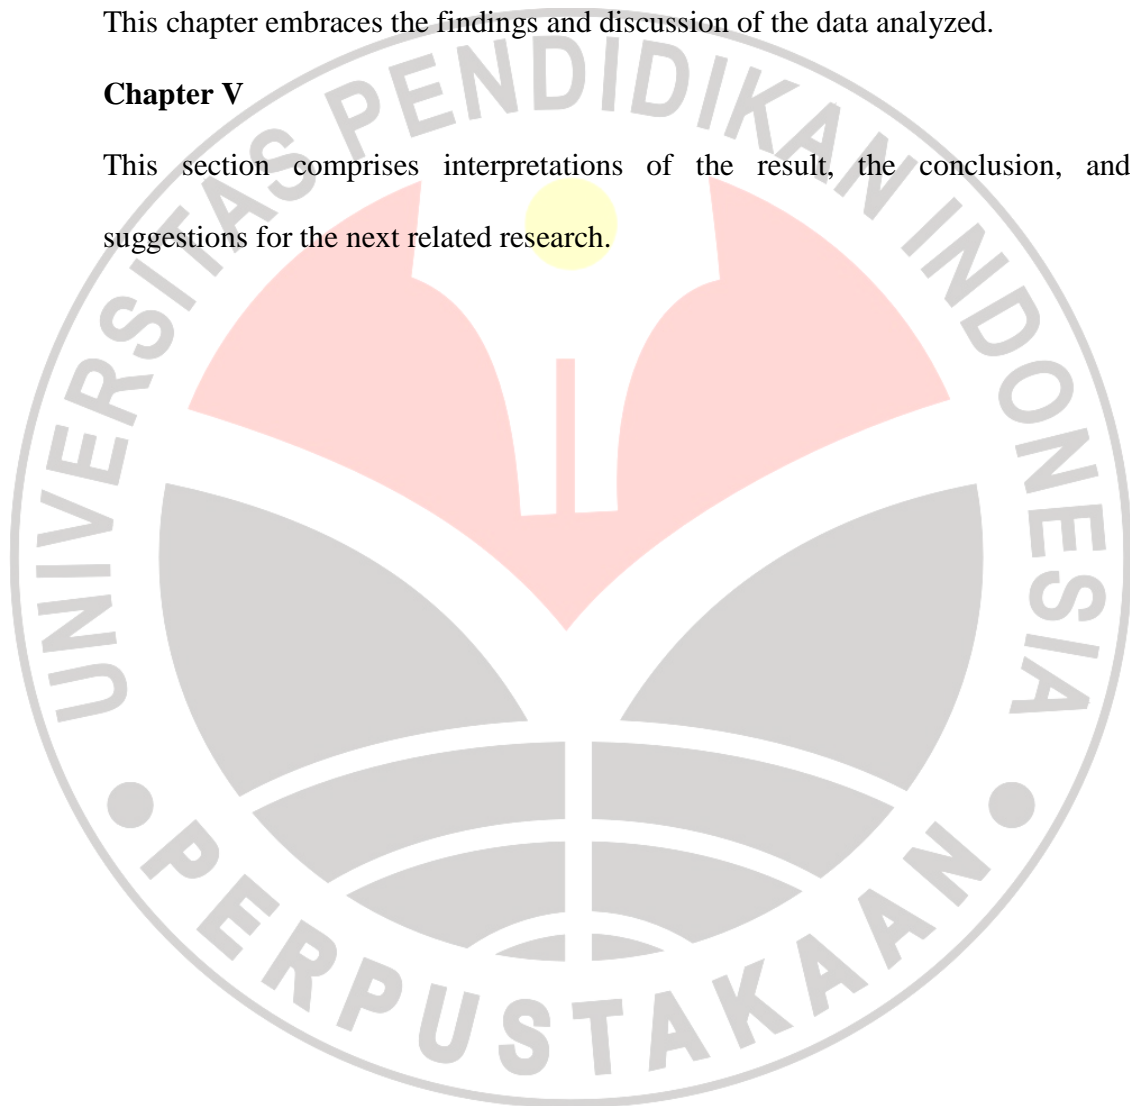 This chapter embraces the findings and discussion of the data analyzed.
Chapter V
This section comprises interpretations of the result, the conclusion, and
suggestions for the next related research.
UNIVERSITAS PENDIDIKAN INDONESIA
PERPUSTAKAAN